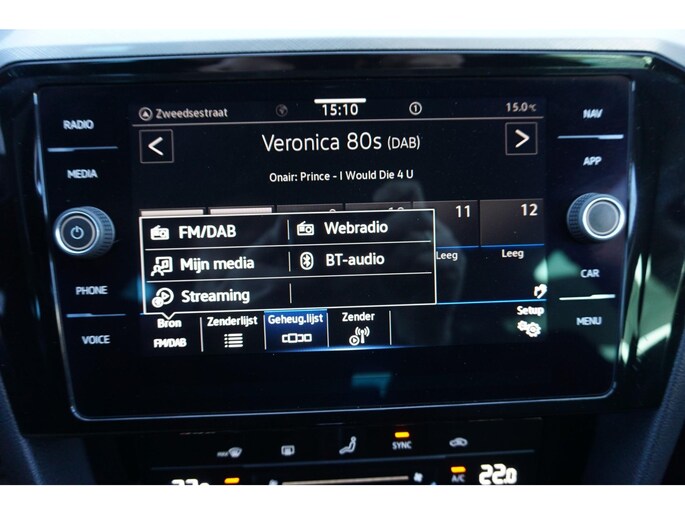 Zweedsestraat 15:10 1 15.0°C
RADIO
NAV
Veronica 80s (DAB)
MEDIA
APP
Onair: Prince - I Would Die 4 U
11 12
FM/DAB Webradio
Mijn media BT-audio
Leeg Leeg
Streaming
PHONE
CAR
Bron Zenderlijst Geheug.lijst Zender Setup
FM/DAB
VOICE
MENU
SYNC
A/C 22.0